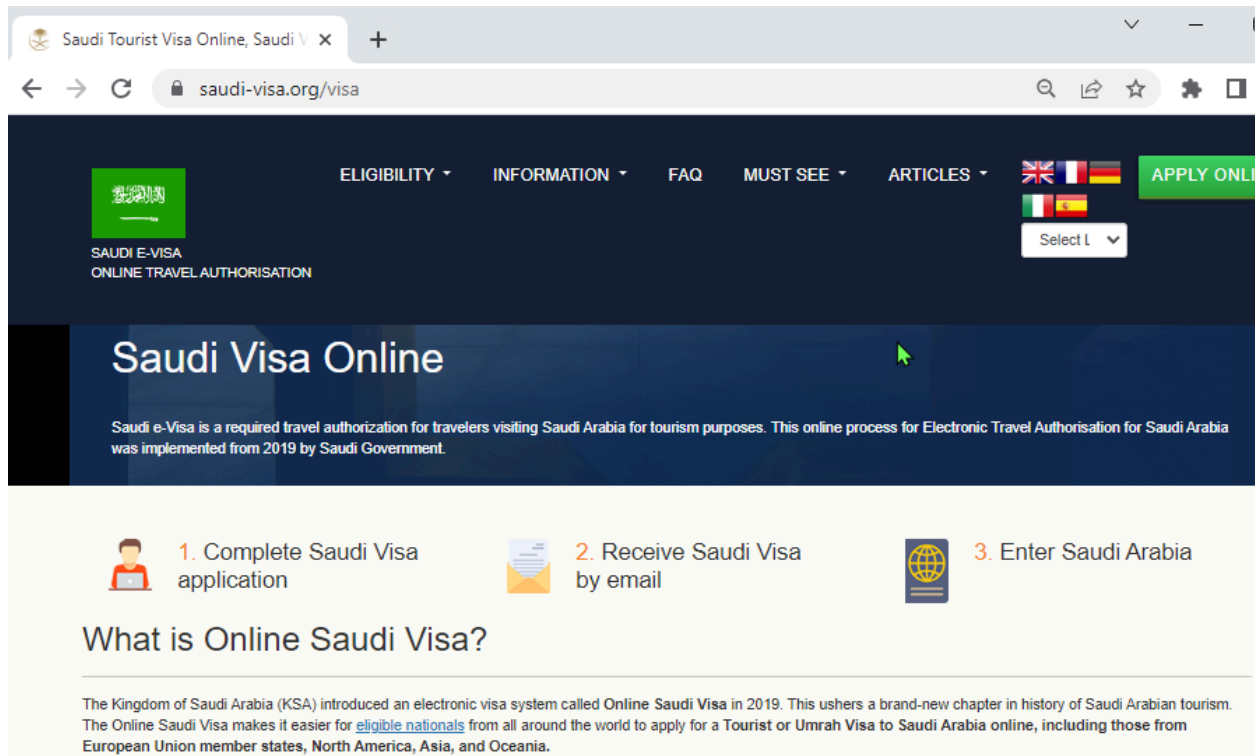 Saudi Tourist Visa Online, Saudi V
saudi-visa.org/visa
ELIGIBILITY
INFORMATION
FAQ
MUST SEE
ARTICLES
APPLY ONLI
Select L
SAUDI E-VISA
ONLINE TRAVEL AUTHORISATION
Saudi Visa Online
Saudi e-Visa is a required travel authorization for travelers visiting Saudi Arabia for tourism purposes. This online process for Electronic Travel Authorisation for Saudi Arabia
was implemented from 2019 by Saudi Government.
1. Complete Saudi Visa
application
2. Receive Saudi Visa
by email
3. Enter Saudi Arabia
What is Online Saudi Visa?
The Kingdom of Saudi Arabia (KSA) introduced an electronic visa system called Online Saudi Visa in 2019. This ushers a brand-new chapter in history of Saudi Arabian tourism.
The Online Saudi Visa makes it easier for eligible nationals from all around the world to apply for a Tourist or Umrah Visa to Saudi Arabia online, including those from
European Union member states, North America, Asia, and Oceania.